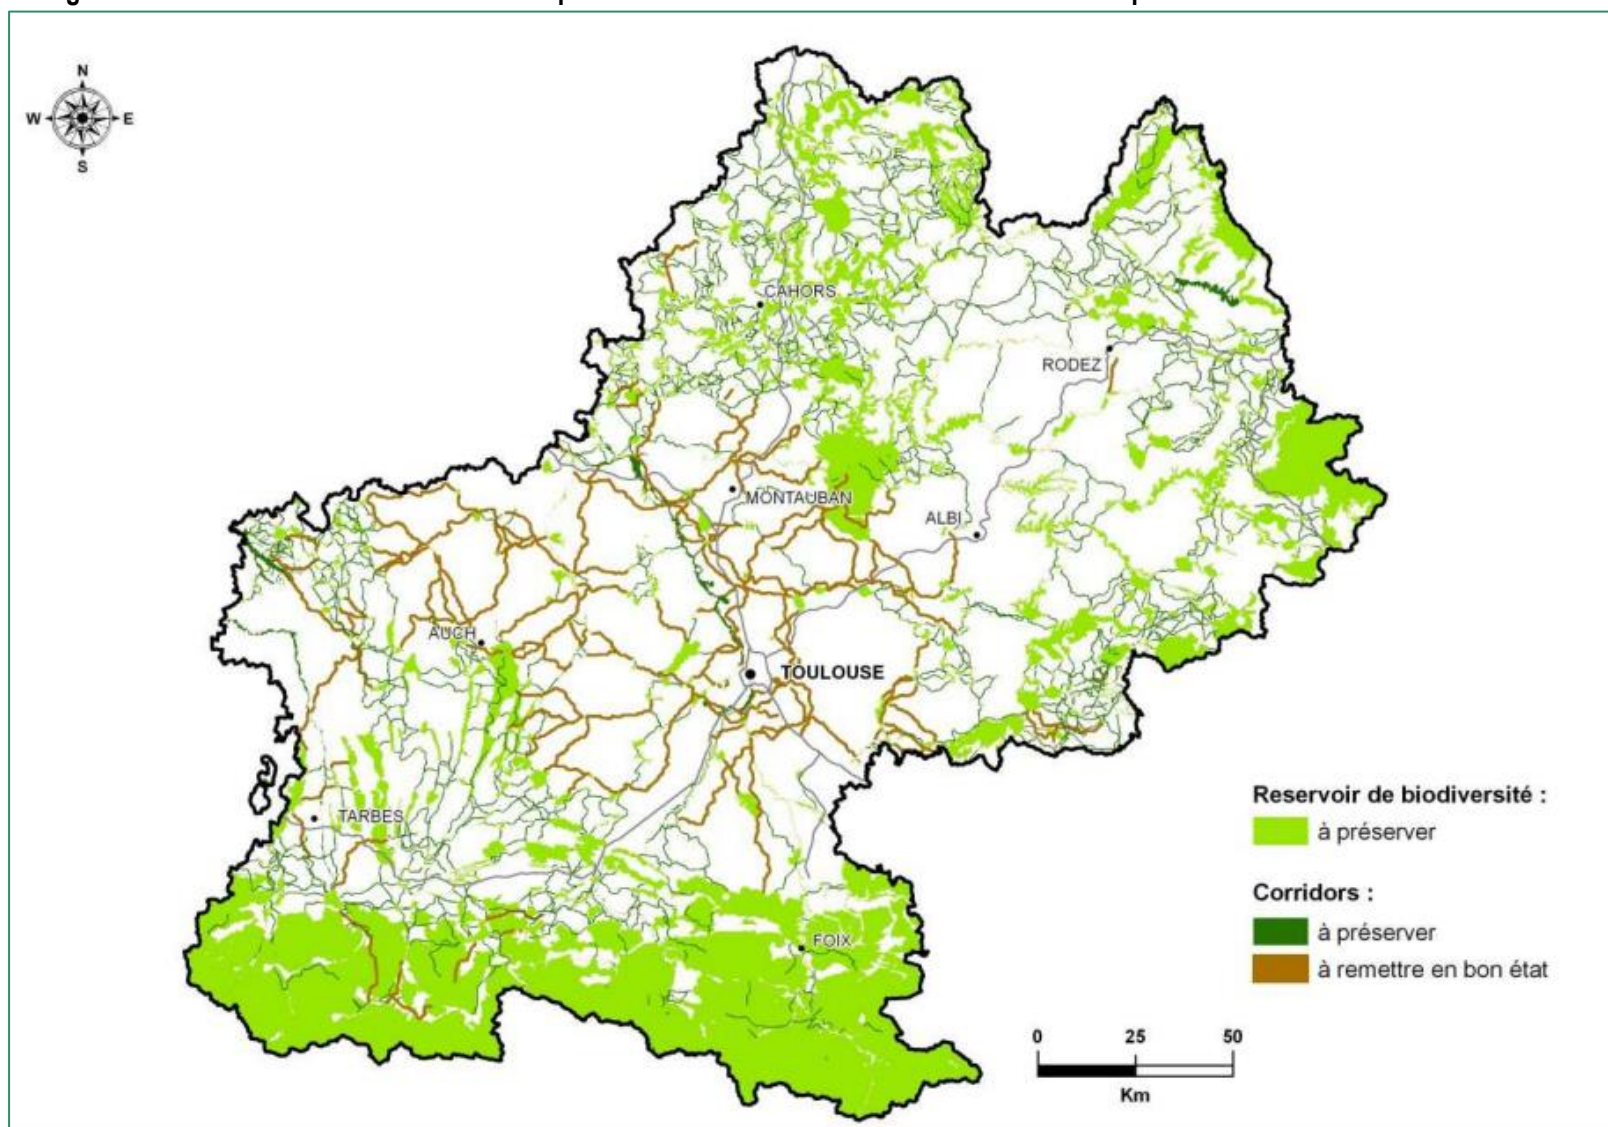 N
W E
S
CAHORS
RODEZ
MONTAUBAN
ALBI
AUCH
TOULOUSE
TARBES
FOIX
Reservoir de biodiversité :
à préserver
Corridors :
à préserver
à remettre en bon état
0 25 50
Km